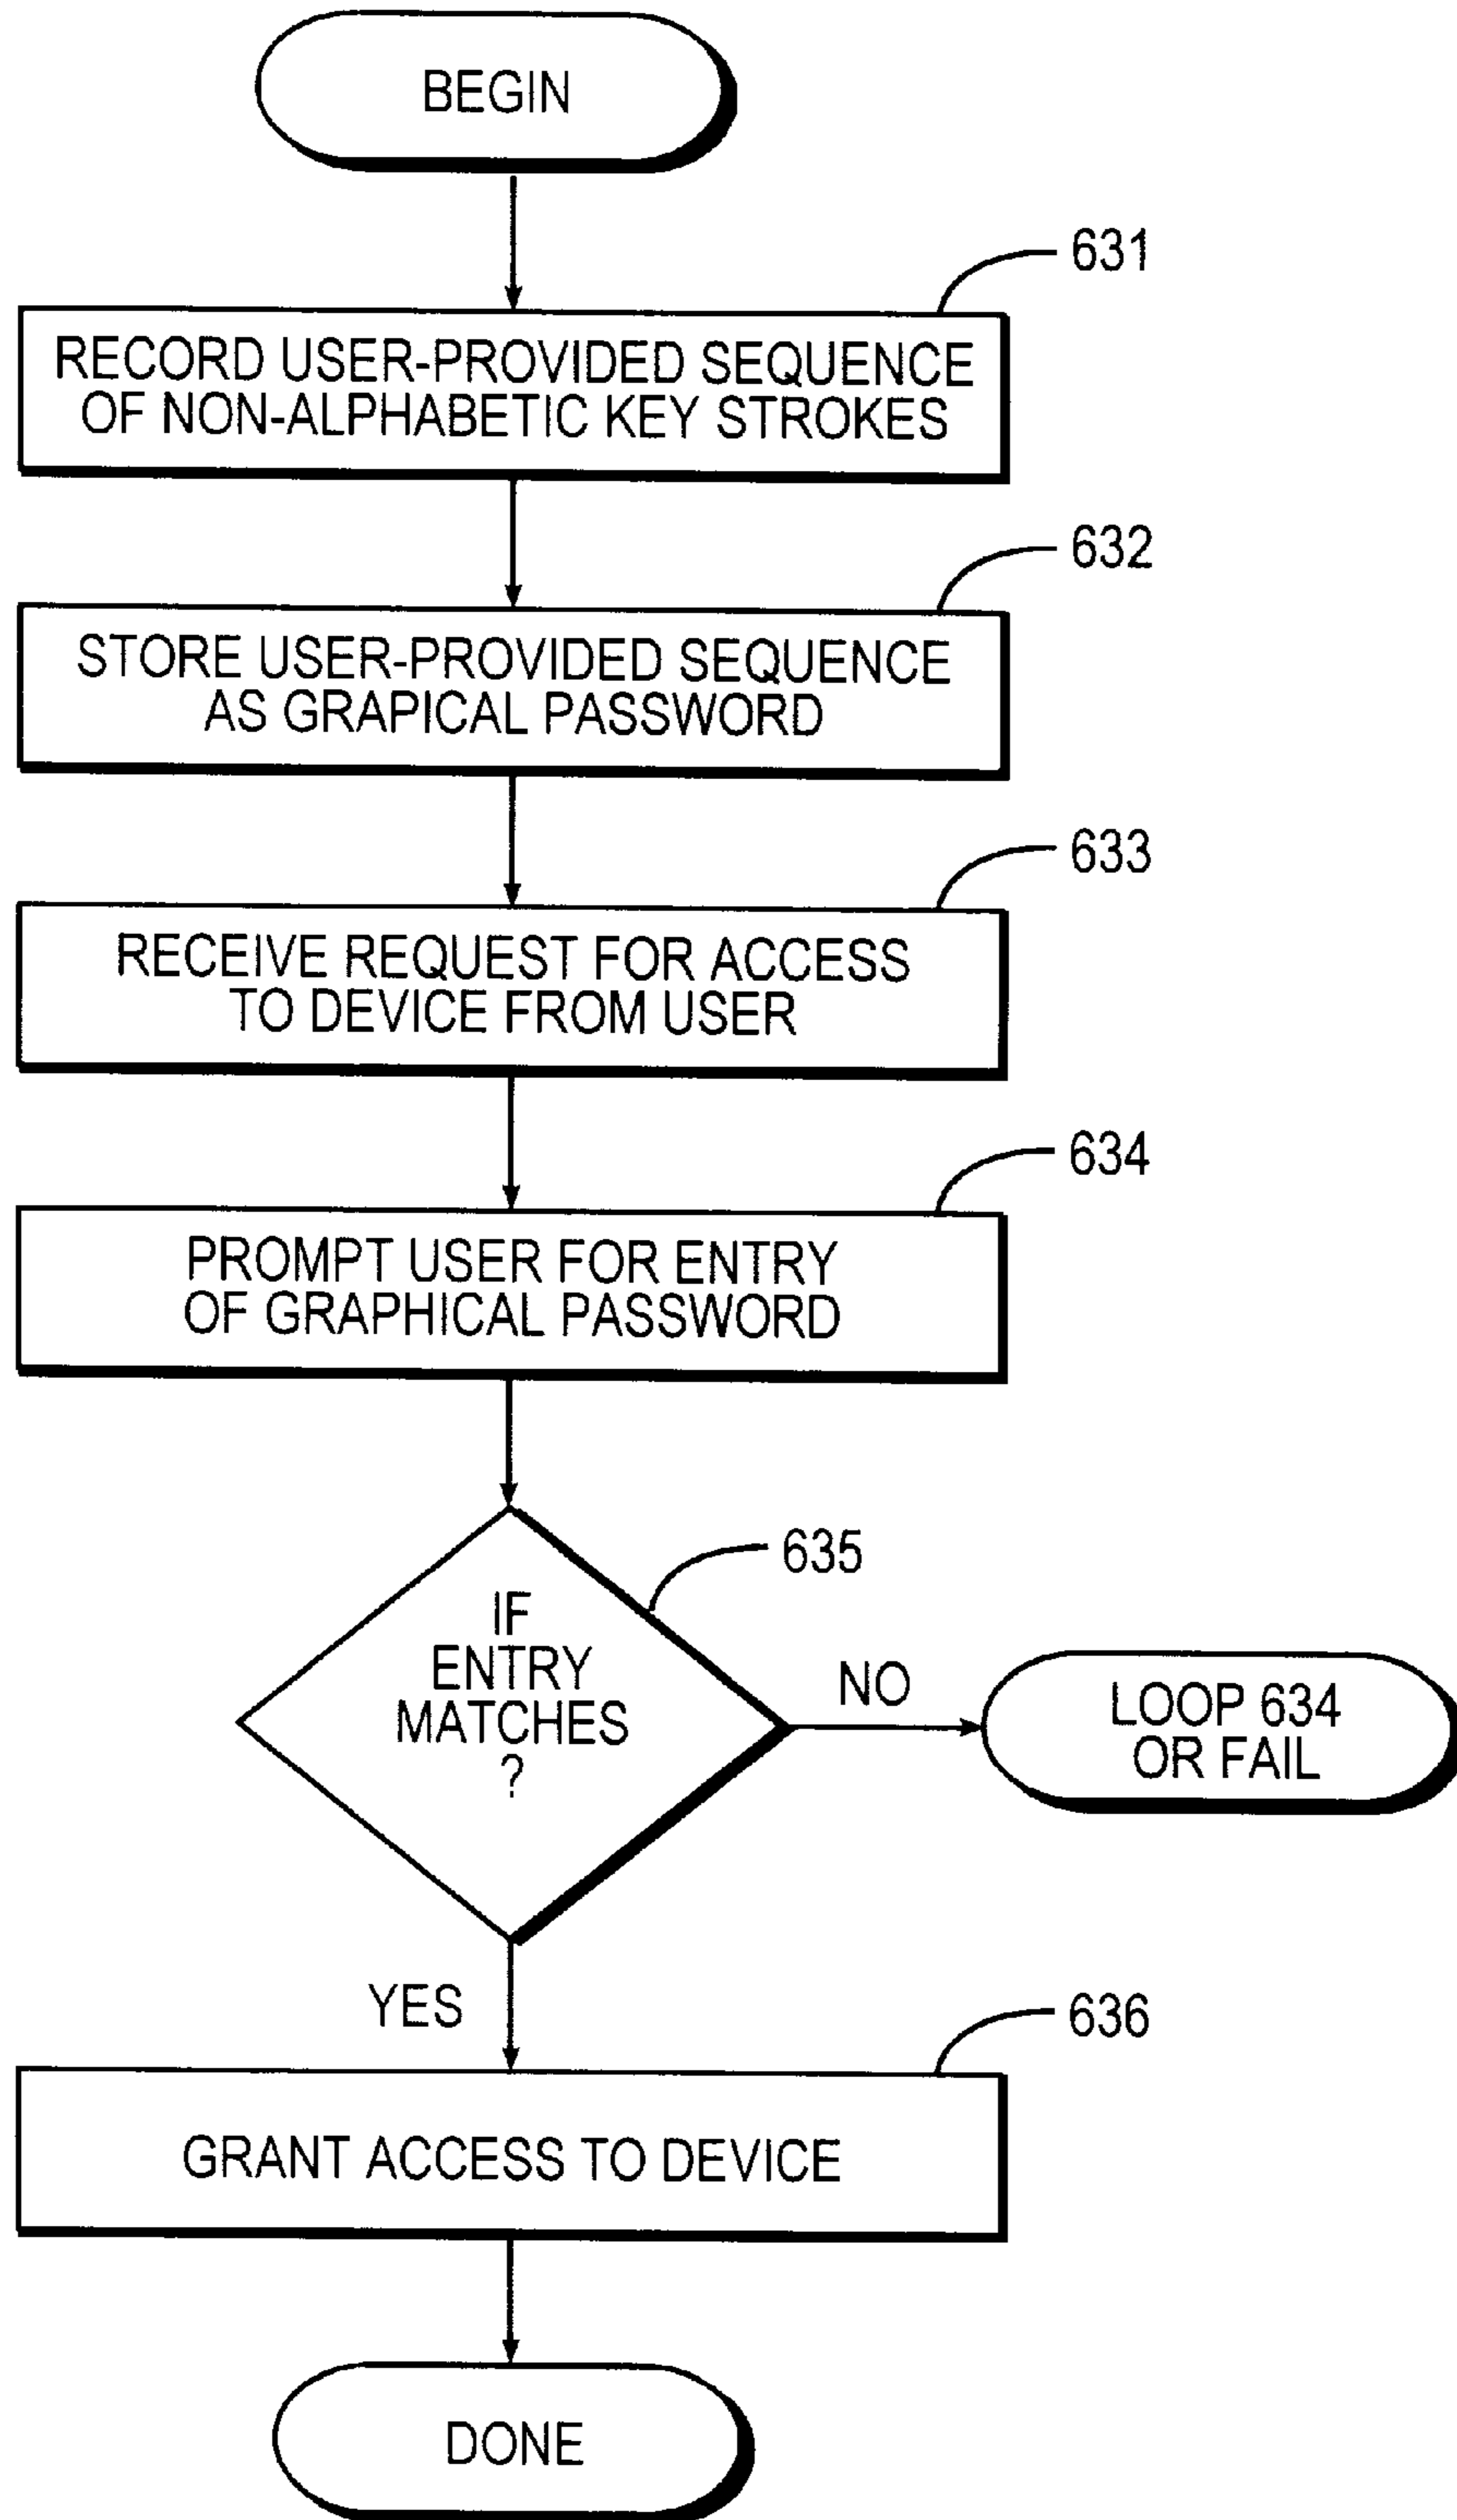 BEGIN
631
RECORD USER-PROVIDED SEQUENCE
OF NON-ALPHABETIC KEY STROKES
632
STORE USER-PROVIDED SEQUENCE
AS GRAPICAL PASSWORD
633
RECEIVE REQUEST FOR ACCESS
TO DEVICE FROM USER
634
PROMPT USER FOR ENTRY
OF GRAPHICAL PASSWORD
635
IF
ENTRY
MATCHES
?
NO
LOOP 634
OR FAIL
YES
636
GRANT ACCESS TO DEVICE
DONE